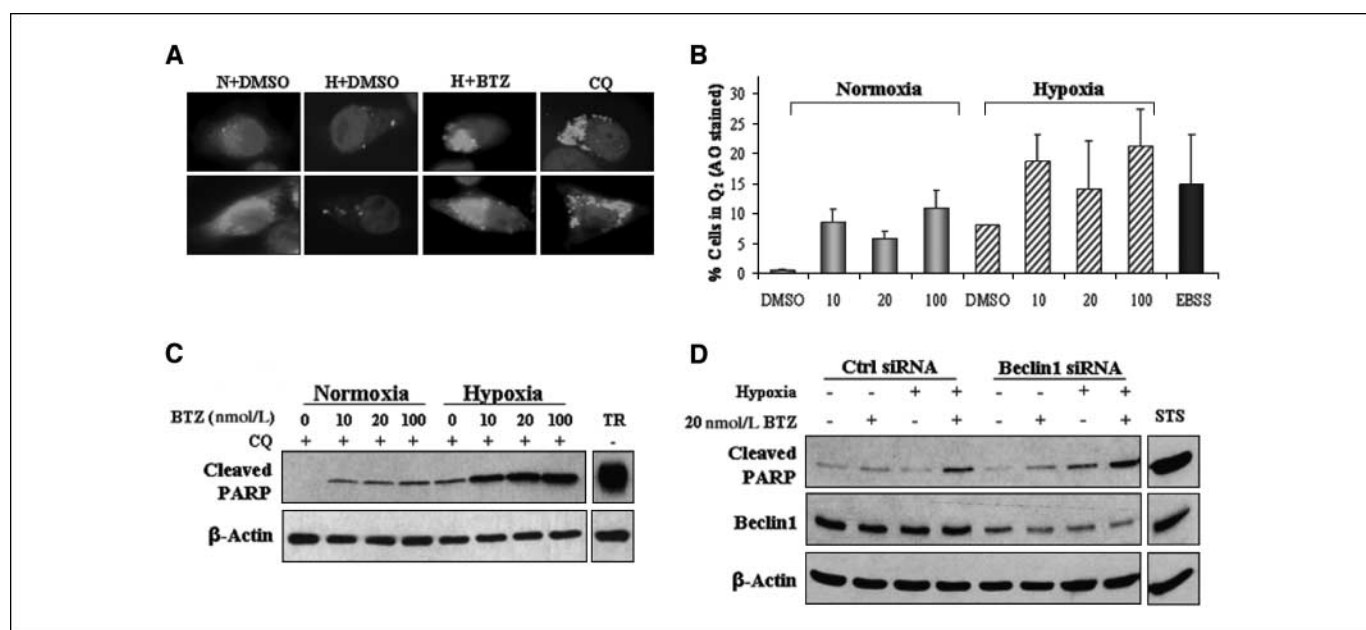 A
N+DMSO H+DMSO H+BTZ CQ
B
Normoxia Hypoxia
% Cells in Q2 (AO stained)
30
25
20
15
10
5
0
DMSO 10 20 100 DMSO 10 20 100 EBSS
C
Normoxia Hypoxia
BTZ (nmol/L) 0 10 20 100 0 10 20 100 TR
CQ + + + + + + + + -
Cleaved
PARP
β-Actin
D
Ctrl siRNA Beclin1 siRNA
Hypoxia - - + + - - + +
20 nmol/L BTZ - + - + - + - + STS
Cleaved
PARP
Beclin1
β-Actin